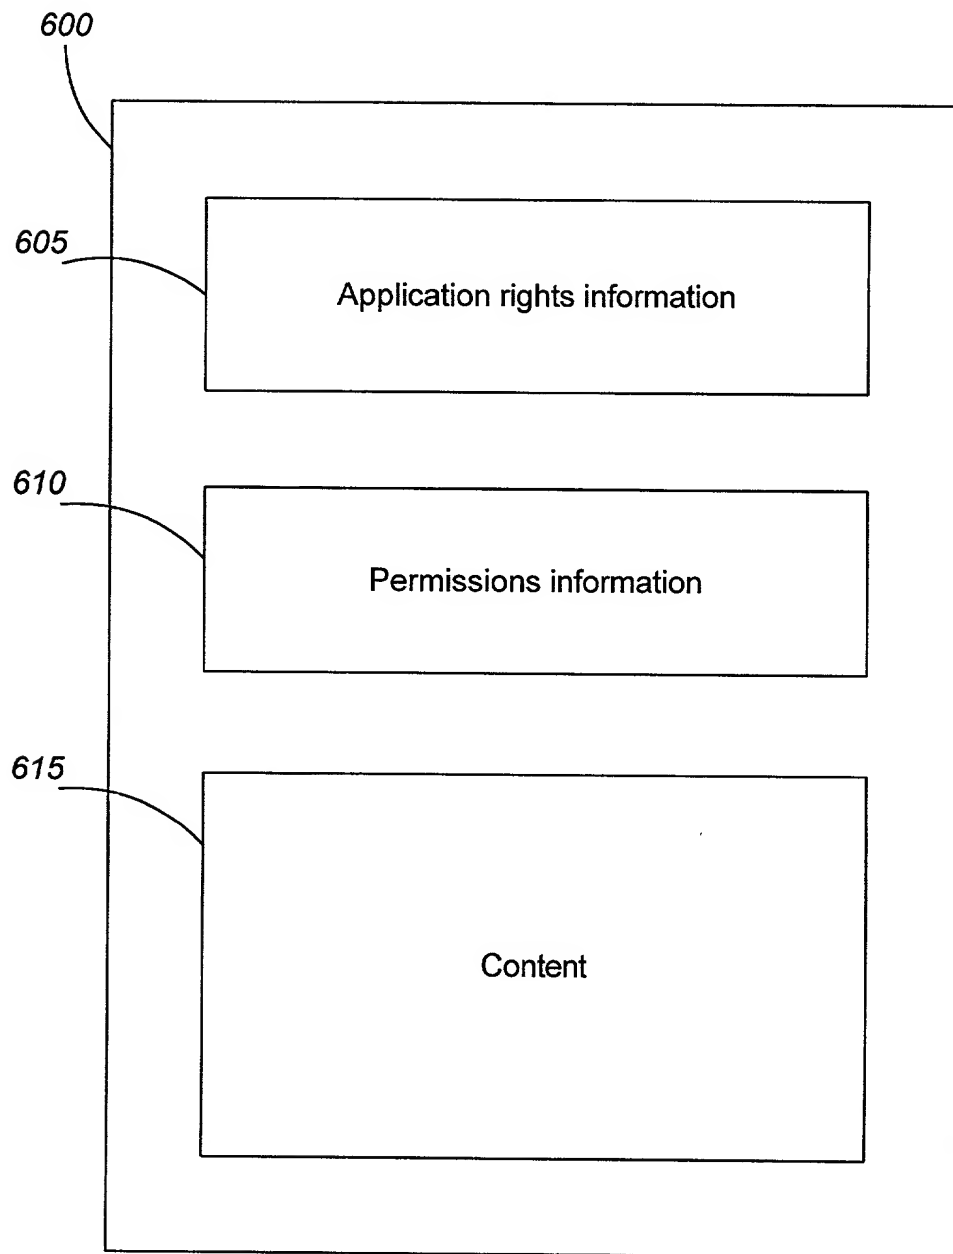 600
605
Application rights information
610
Permissions information
615
Content